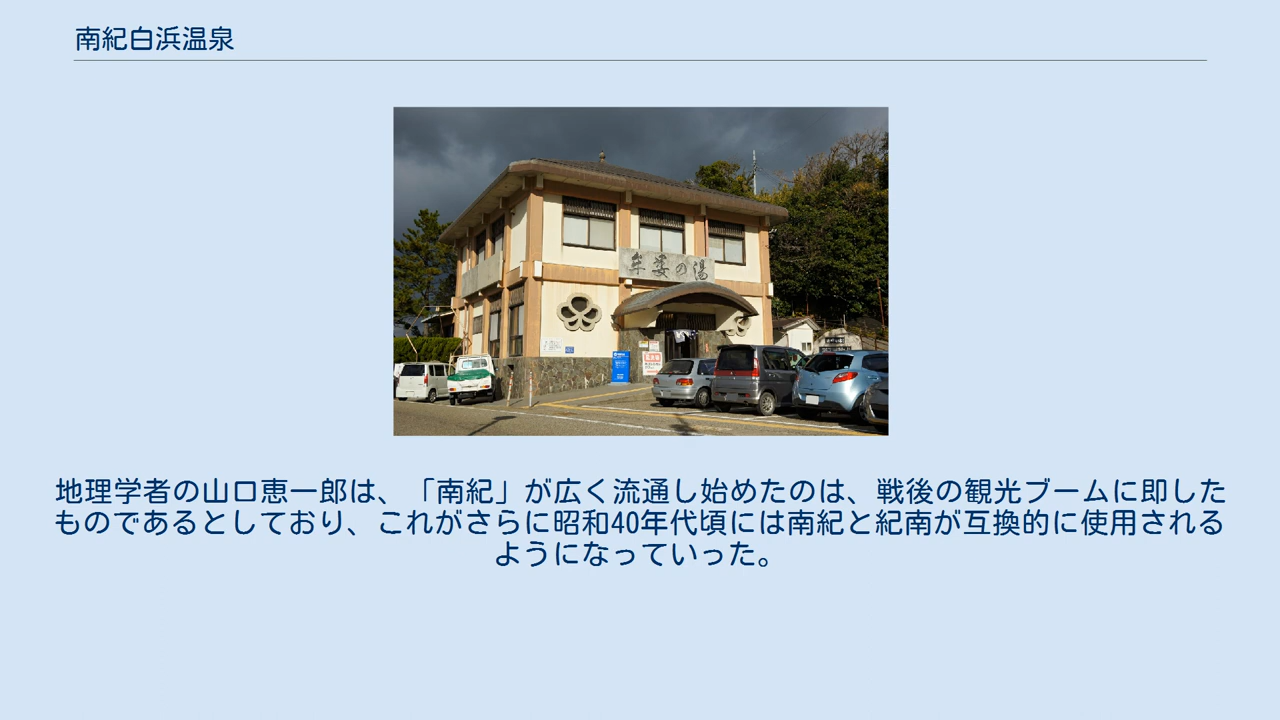 南紀白浜温泉
牟婁の湯
地理学者の山口恵一郎は、「南紀」が広く流通し始めたのは、戦後の観光ブームに即した
ものであるとしており、これがさらに昭和40年代頃には南紀と紀南が互換的に使用される
ようになっていった。